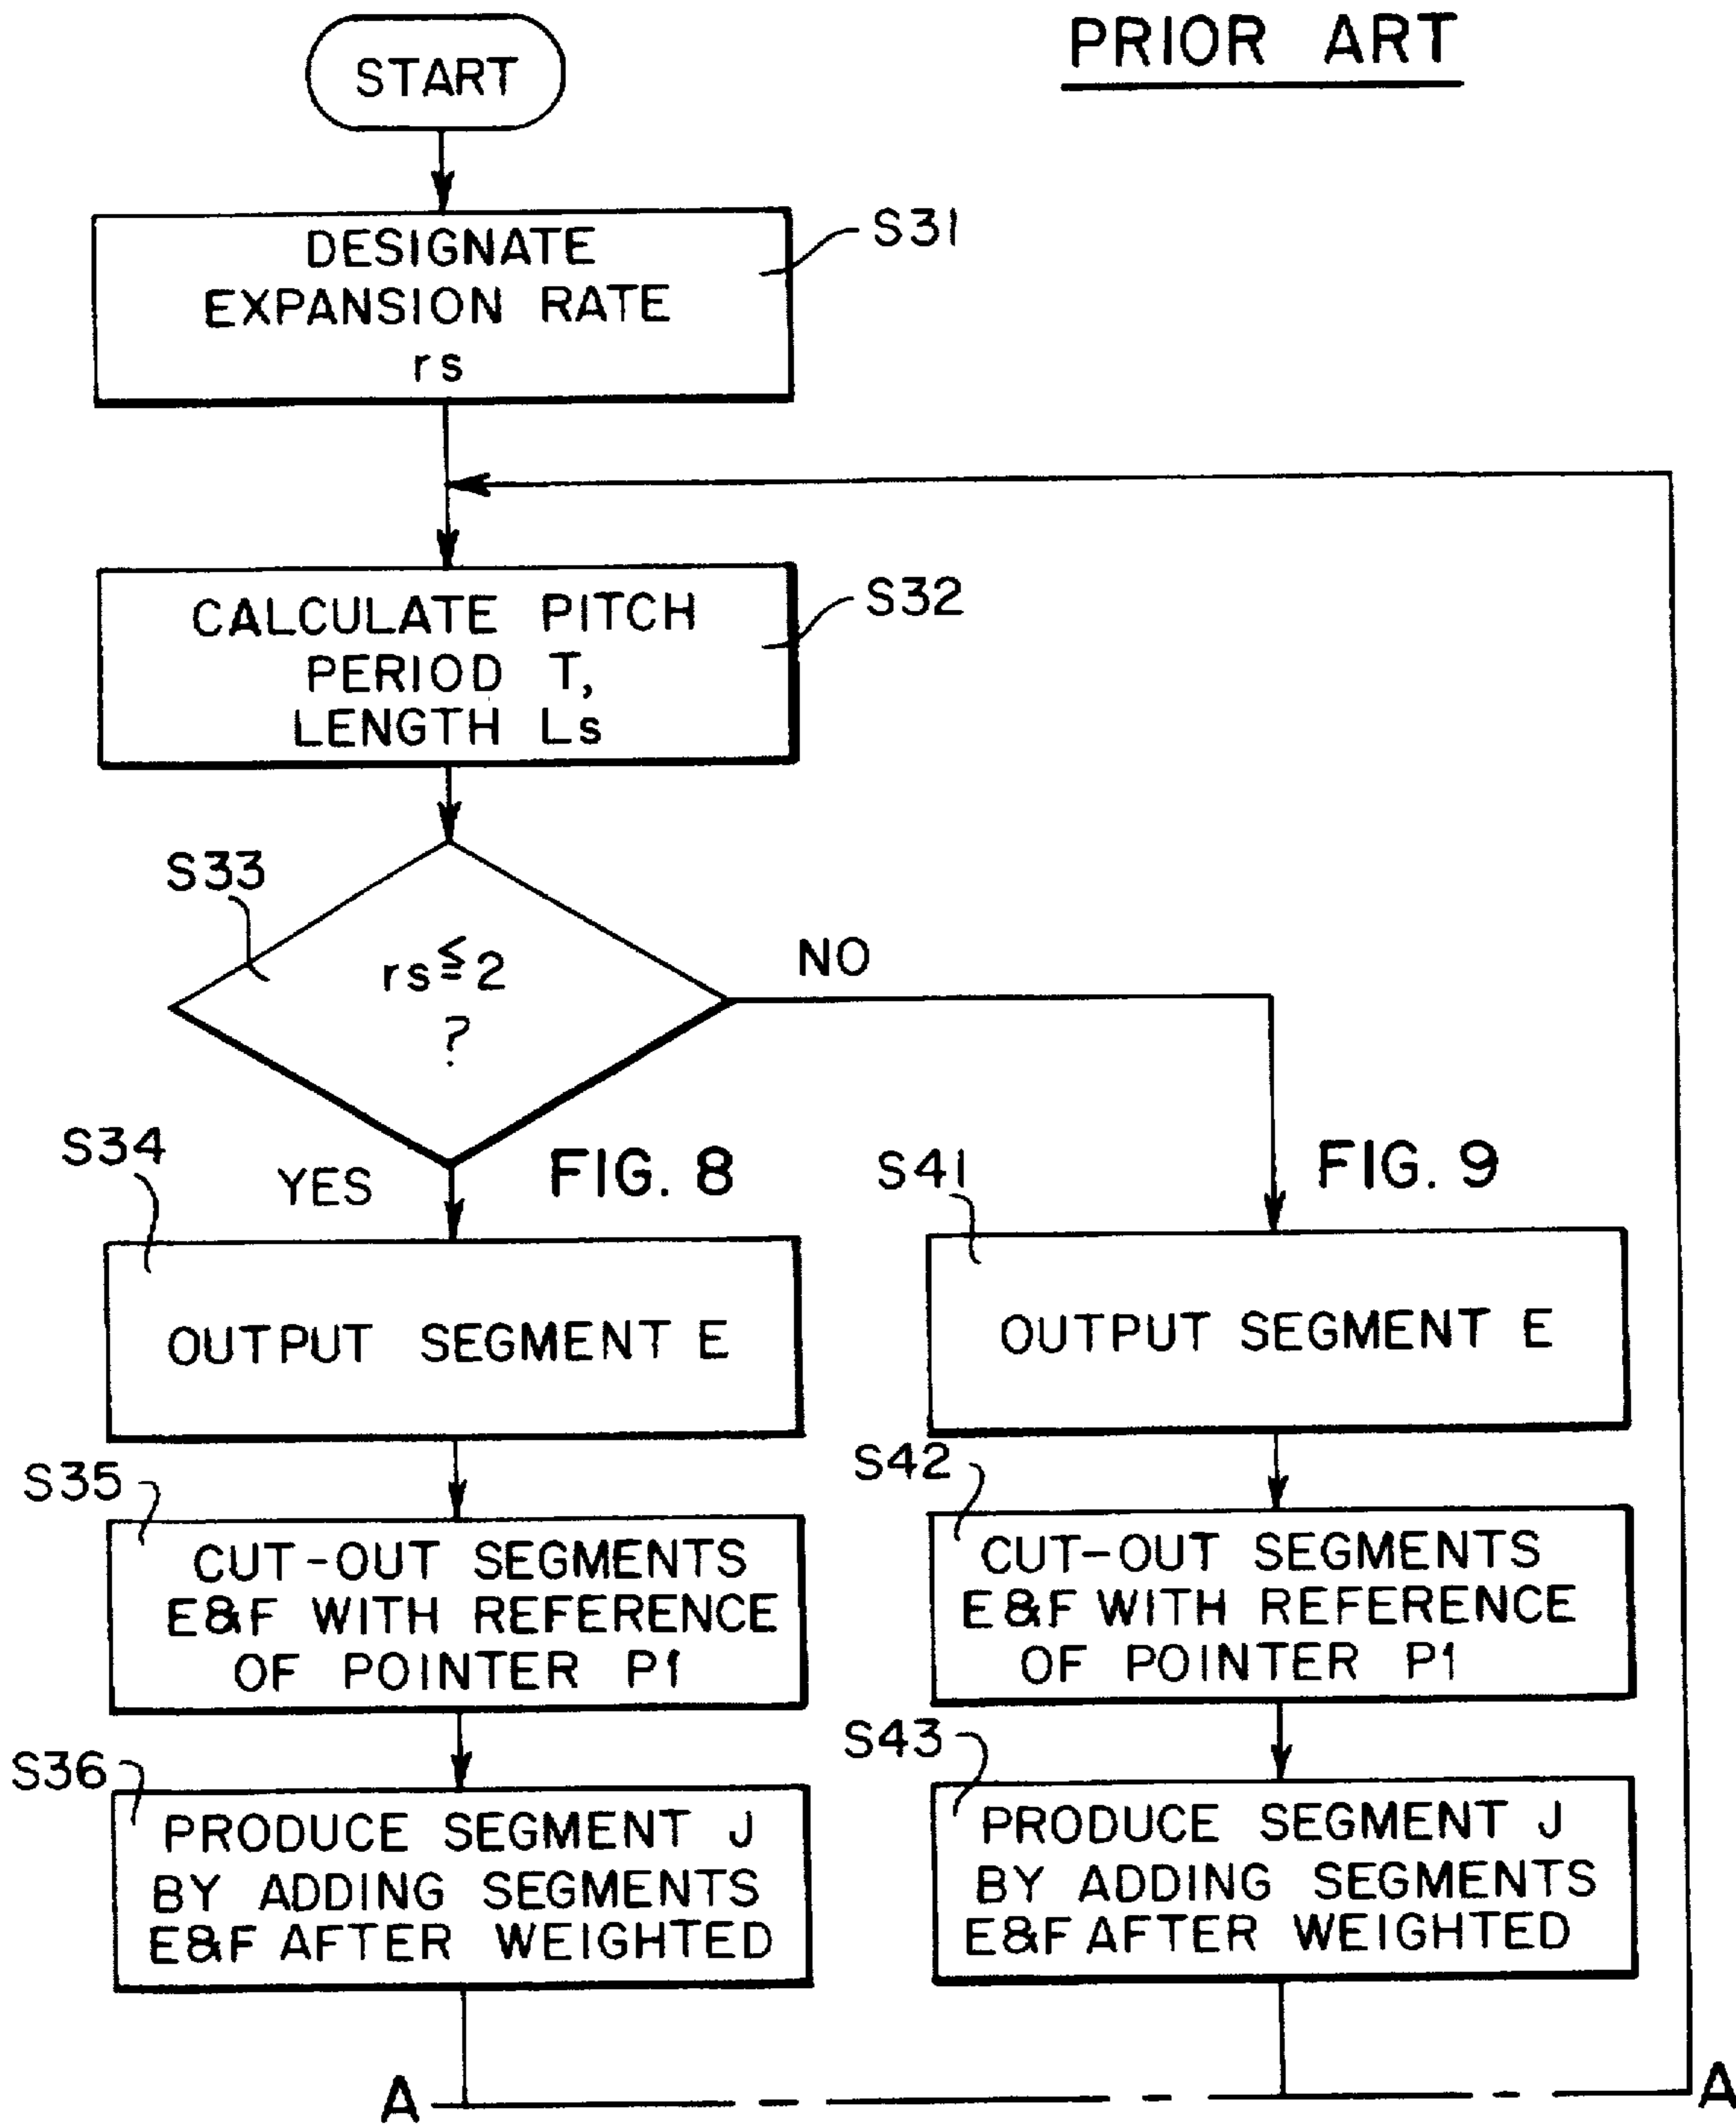 PRIOR ART
START
DESIGNATE
EXPANSION RATE
rs
S31
CALCULATE PITCH
PERIOD T,
LENGTH Ls
S32
S33
rs≦2
?
NO
YES
FIG. 8
FIG. 9
S34
OUTPUT SEGMENT E
S35
CUT-OUT SEGMENTS
E&F WITH REFERENCE
OF POINTER P1
S36
PRODUCE SEGMENT J
BY ADDING SEGMENTS
E&F AFTER WEIGHTED
S41
OUTPUT SEGMENT E
S42
CUT-OUT SEGMENTS
E&F WITH REFERENCE
OF POINTER P1
S43
PRODUCE SEGMENT J
BY ADDING SEGMENTS
E&F AFTER WEIGHTED
A
A